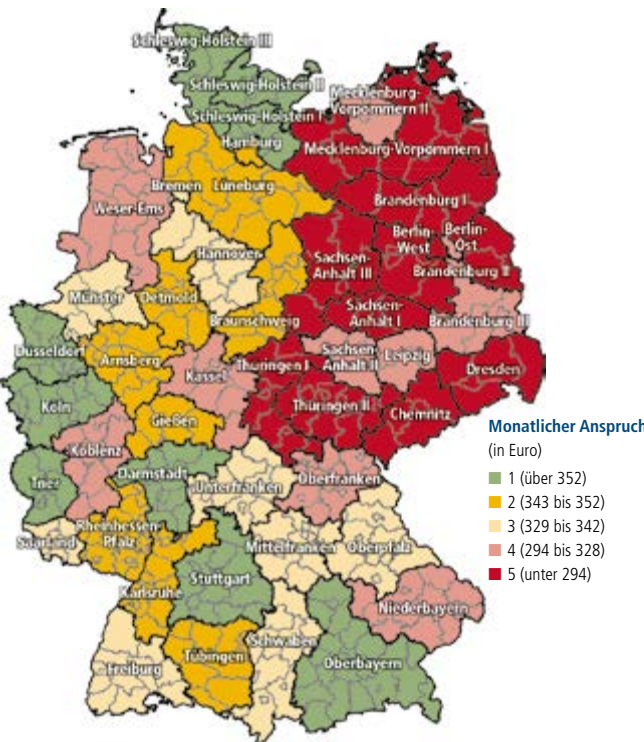 Schleswig-Holstein III
Schleswig-Holstein II
Schleswig-Holstein I
Hamburg
Mecklenburg-
Vorpommern II
Mecklenburg-Vorpommern I
Bremen
Lüneburg
Weser-Ems
Brandenburg I
Berlin-
West
Berlin-
Ost
Hannover
Sachsen-
Anhalt III
Brandenburg II
Münster
Detmold
Braunschweig
Sachsen-
Anhalt I
Brandenburg III
Düsseldorf
Arnsberg
Kassel
Thüringen I
Sachsen-
Anhalt II
Leipzig
Dresden
Köln
Gießen
Thüringen II
Chemnitz
Koblenz
Trier
Darmstadt
Unterfranken
Oberfranken
Saarland
Rheinhessen-
Pfalz
Mittelfranken
Oberpfalz
Karlsruhe
Stuttgart
Niederbayern
Freiburg
Tübingen
Schwaben
Oberbayern
Monatlicher Anspruch
(in Euro)
1 (über 352)
2 (343 bis 352)
3 (329 bis 342)
4 (294 bis 328)
5 (unter 294)